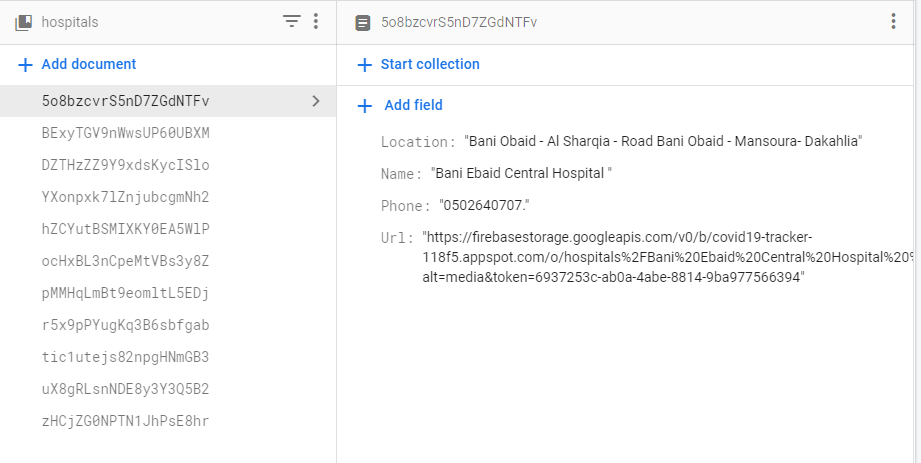 hospitals
Add document
5o8bzcvrS5nD7ZGdNTFv
BExyTGV9nWwsUP60UBXM
DZTHzZZ9Y9xdsKycISlo
YXonpxk7lZnjubcgmNh2
hZCYutBSMIXKY0EA5WlP
ocHxBL3nCpeMtVBs3y8Z
pMMHqLmBt9eomltL5EDj
r5x9pPYugKq3B6sbfgab
tic1utejs82npgHNmGB3
uX8gRLsnNDE8y3Y3Q5B2
zHCjZG0NPTN1JhPsE8hr
5o8bzcvrS5nD7ZGdNTFv
Start collection
Add field
Location: "Bani Obaid - Al Sharqia - Road Bani Obaid - Mansoura- Dakahlia"
Name: "Bani Ebaid Central Hospital "
Phone: "0502640707."
Url: "https://firebasestorage.googleapis.com/v0/b/covid19-tracker-
118f5.appspot.com/o/hospitals%2FBani%20Ebaid%20Central%20Hospital%20%
alt=media&token=6937253c-ab0a-4abe-8814-9ba977566394"